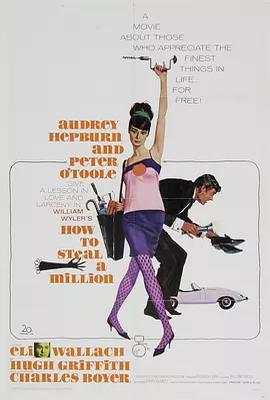 A
MOVIE
ABOUT THOSE
WHO APPRECIATE THE
FINEST
THINGS IN
LIFE...
FOR
FREE!
AUDREY
HEPBURN
AND
PETER
O'TOOLE
GIVE
A LESSON IN
LOVE AND
LARCENY IN
WILLIAM
WYLER'S
HOW
TO STEAL
A
MILLION
20
ELI WALLACH
HUGH GRIFFITH
CHARLES BOYER